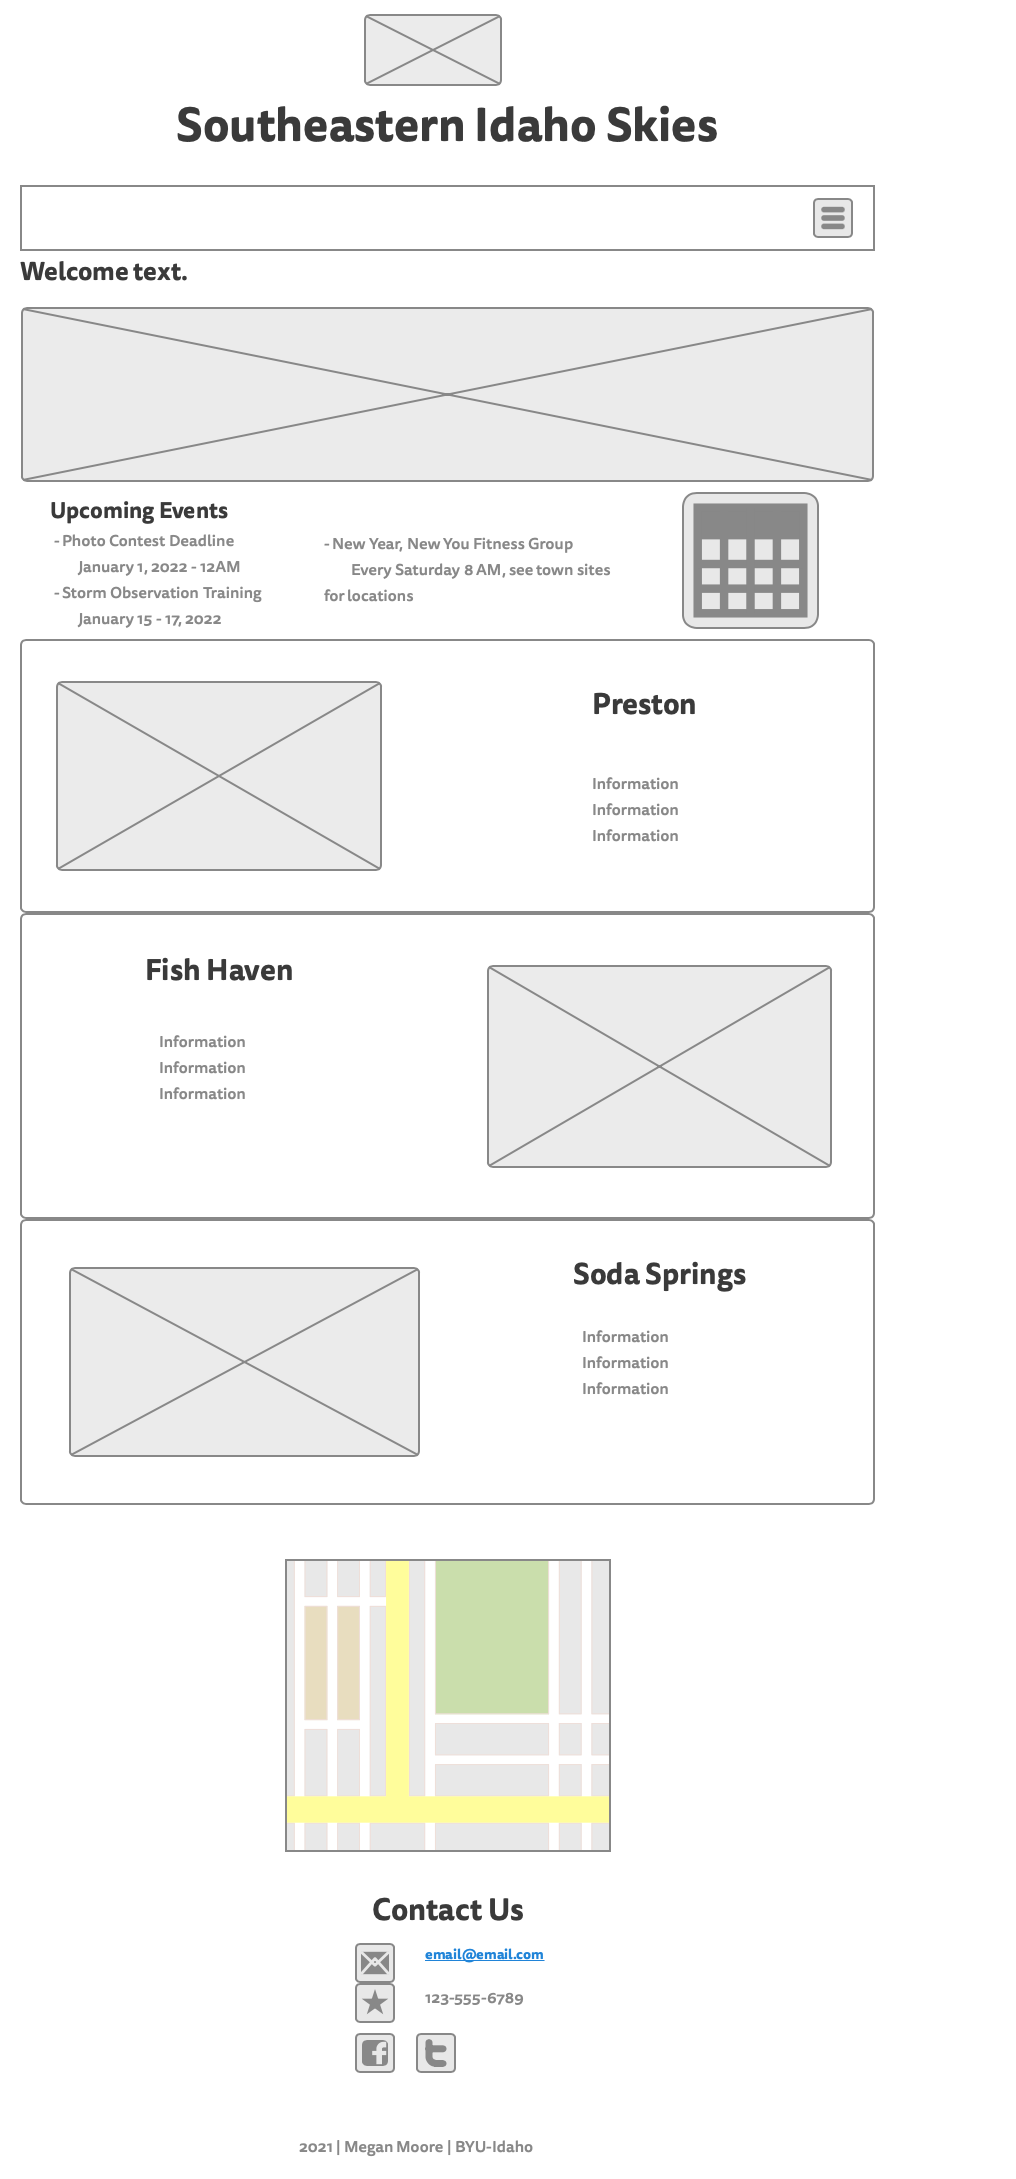 Southeastern Idaho Skies
Welcome text.
Upcoming Events
- Photo Contest Deadline
January 1, 2022 - 12AM
- Storm Observation Training
January 15 - 17, 2022
- New Year, New You Fitness Group
Every Saturday 8 AM, see town sites
for locations
Preston
Information
Information
Information
Fish Haven
Information
Information
Information
Soda Springs
Information
Information
Information
Contact Us
email@email.com
123-555-6789
2021 | Megan Moore | BYU-Idaho